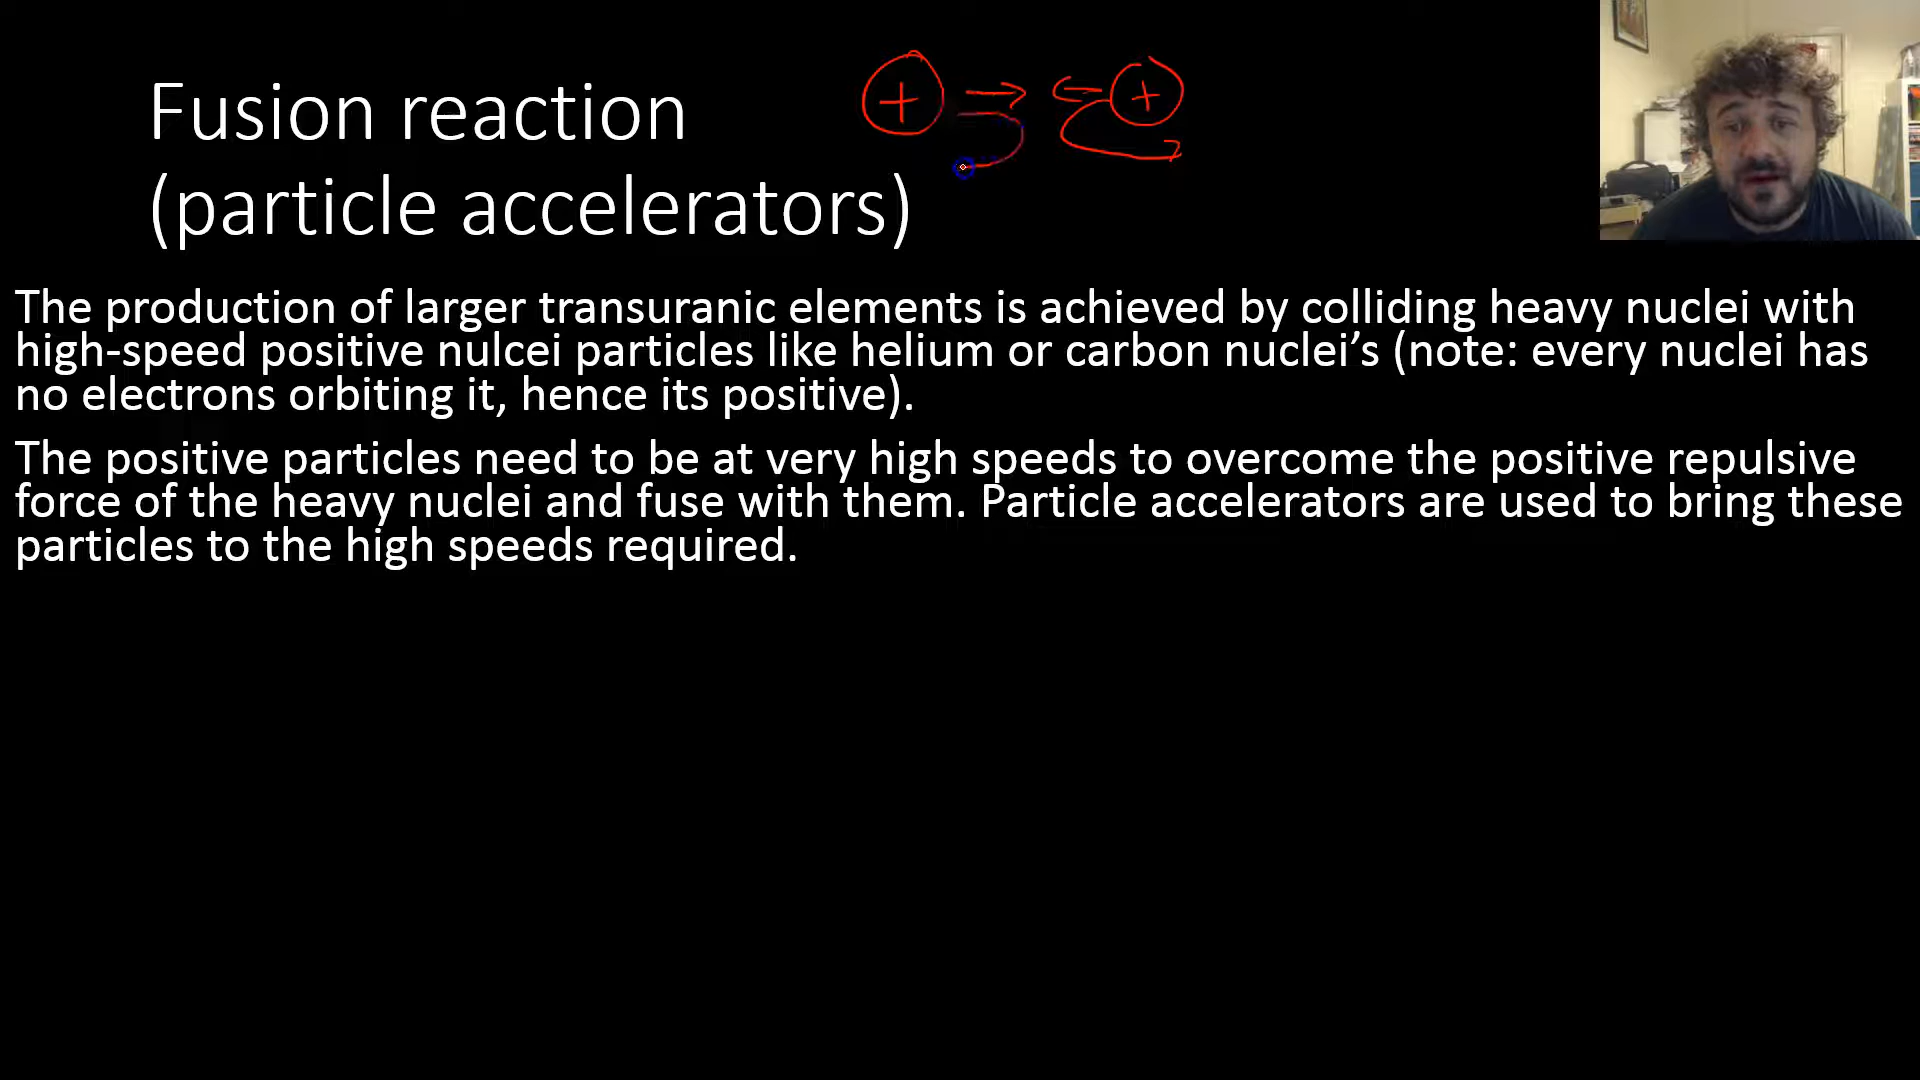 Fusion reaction
(particle accelerators)
+ +
The production of larger transuranic elements is achieved by colliding heavy nuclei with
high-speed positive nulcei particles like helium or carbon nuclei’s (note: every nuclei has
no electrons orbiting it, hence its positive).
The positive particles need to be at very high speeds to overcome the positive repulsive
force of the heavy nuclei and fuse with them. Particle accelerators are used to bring these
particles to the high speeds required.